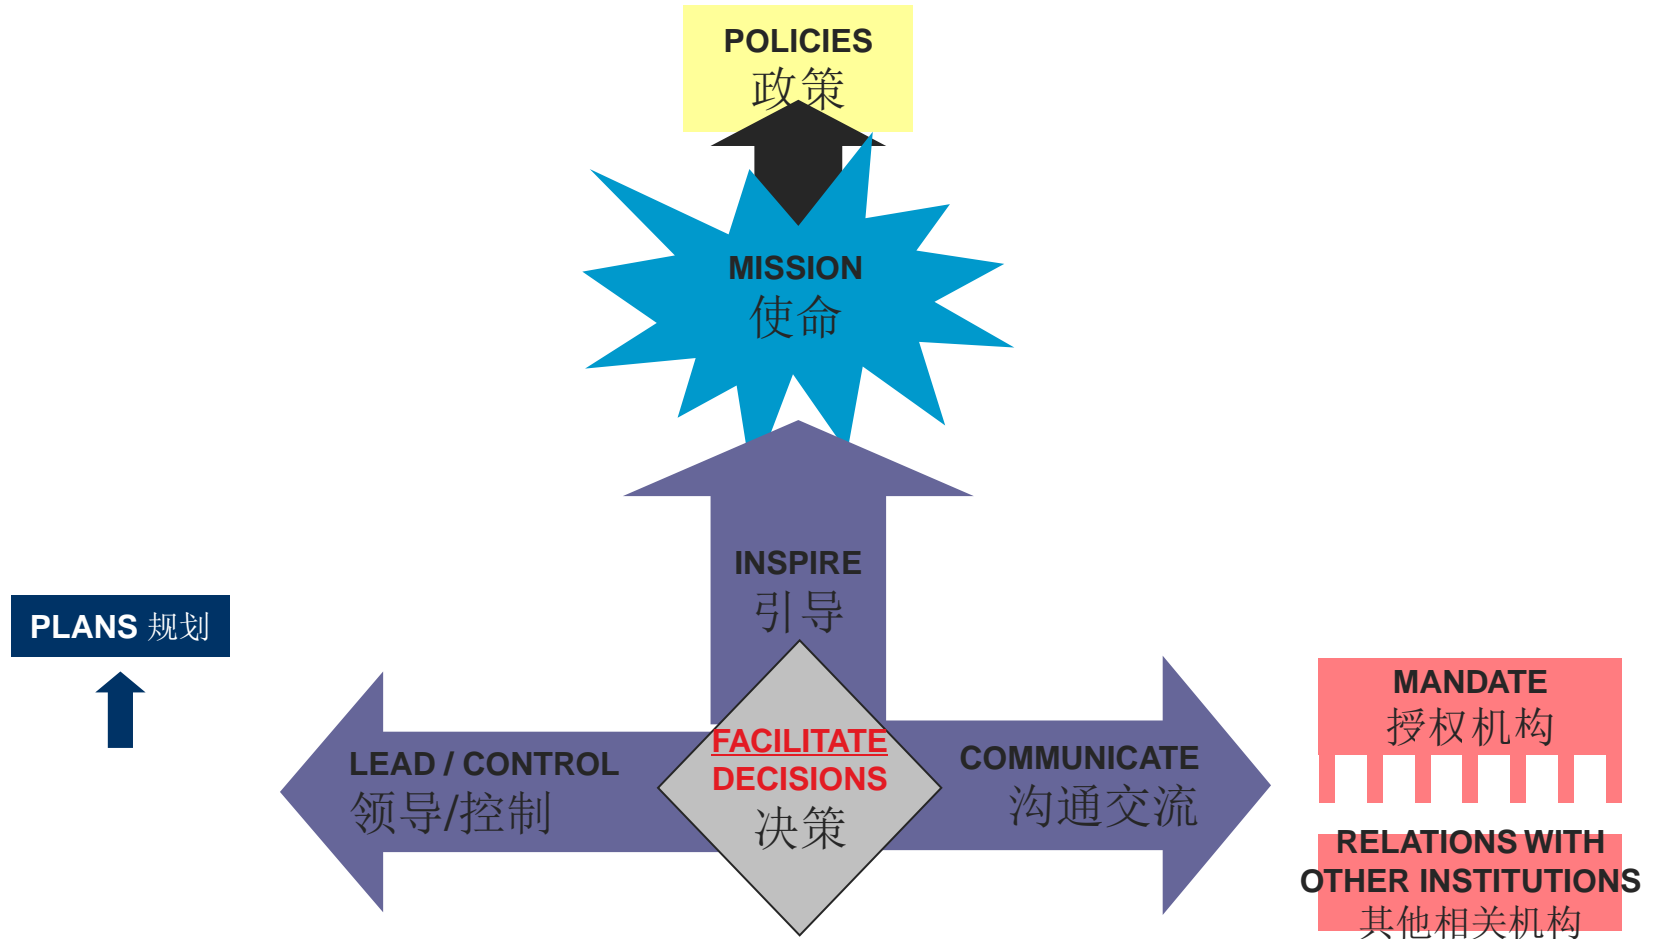 POLICIES
政策
MISSION
使命
INSPIRE
引导
PLANS 规划
LEAD / CONTROL
领导/控制
FACILITATE
DECISIONS
决策
COMMUNICATE
沟通交流
MANDATE
授权机构
RELATIONS WITH
OTHER INSTITUTIONS
其他相关机构